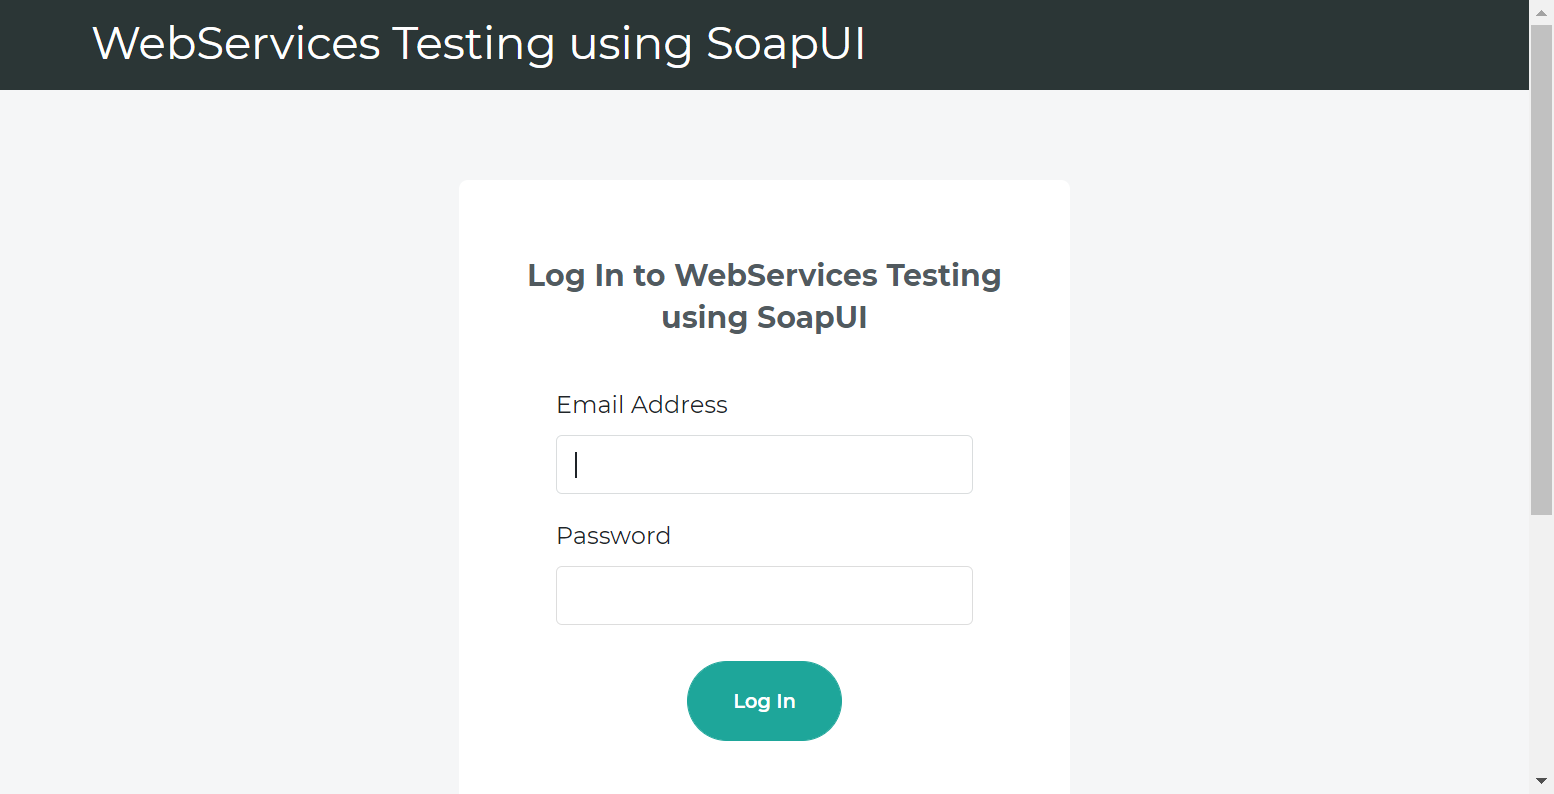 WebServices Testing using SoapUI
Log In to WebServices Testing
using SoapUI
Email Address
Password
Log In